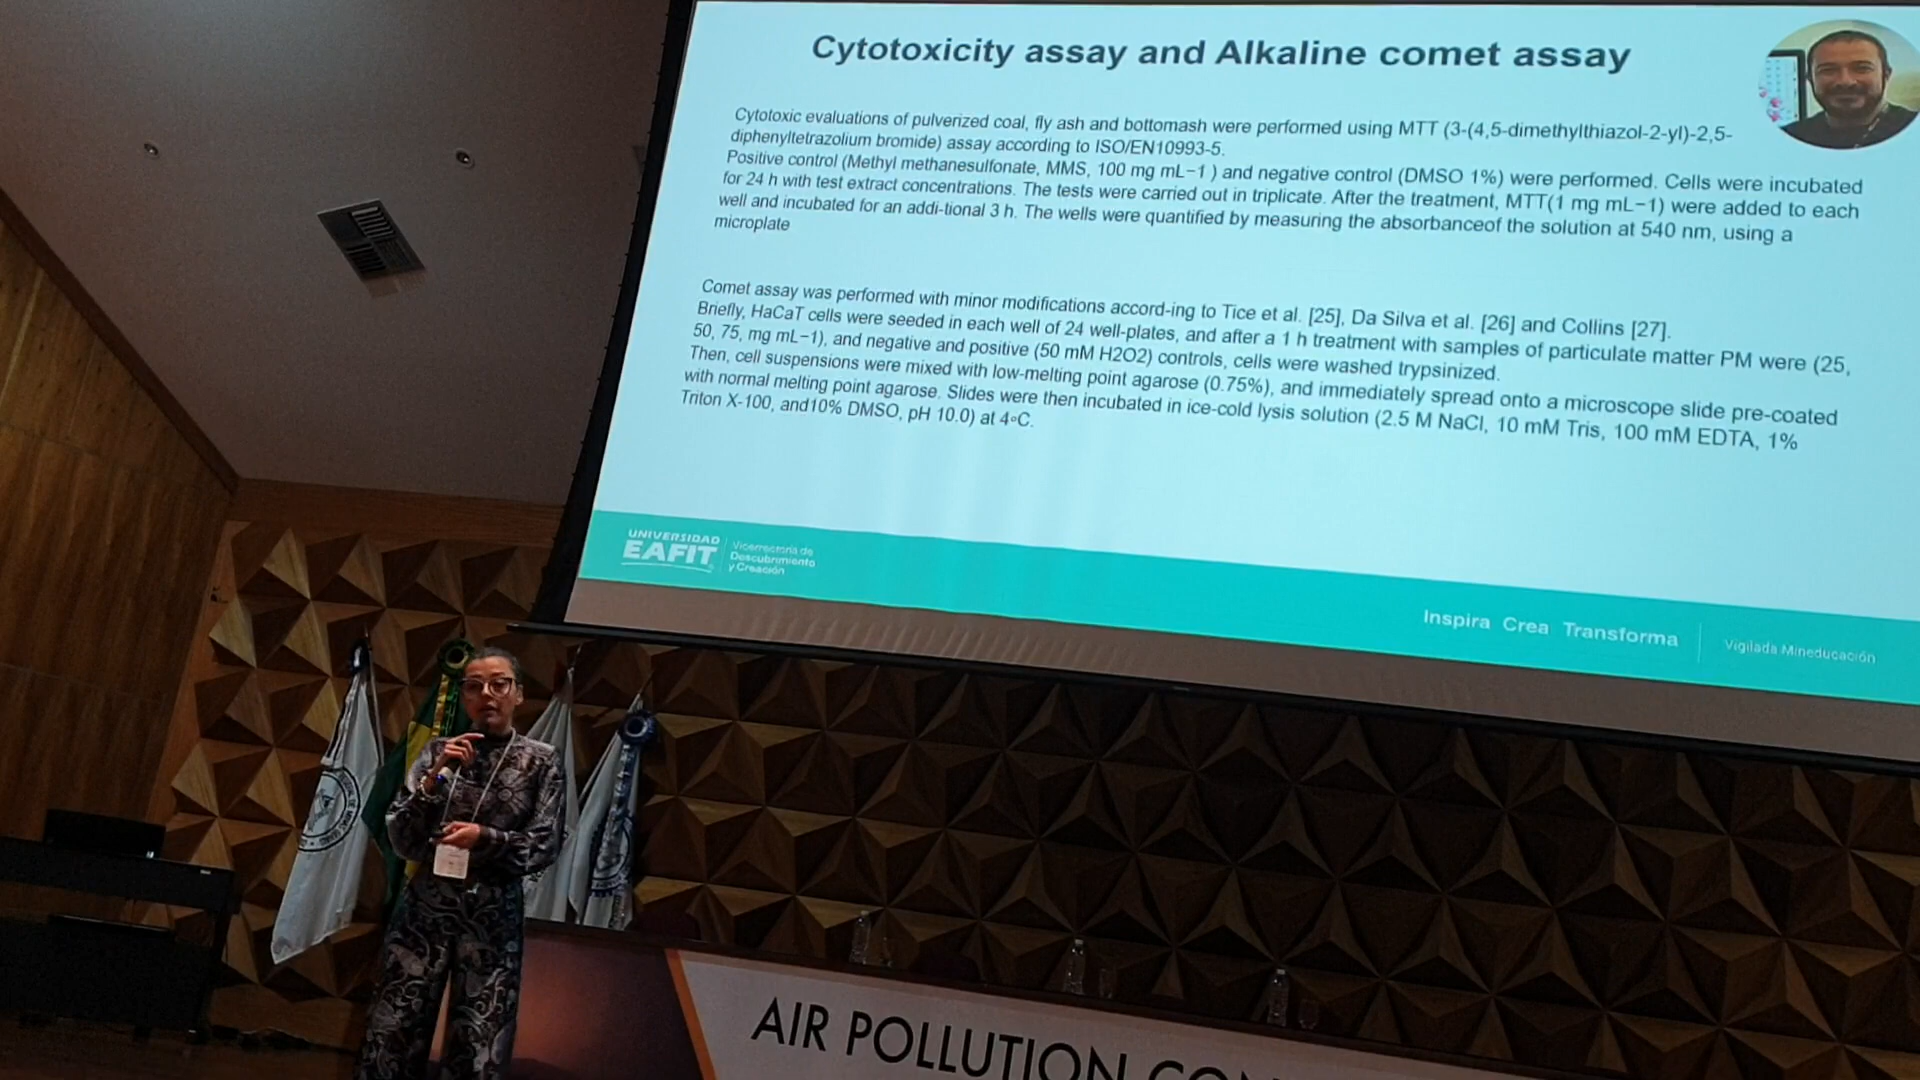 Cytotoxicity assay and Alkaline comet assay
Cytotoxic evaluations of pulverized coal, fly ash and bottomash were performed using MTT (3-(4,5-dimethylthiazol-2-yl)-2,5-
diphenyltetrazolium bromide) assay according to ISO/EN10993-5.
Positive control (Methyl methanesulfonate, MMS, 100 mg mL−1 ) and negative control (DMSO 1%) were performed. Cells were incubated
for 24 h with test extract concentrations. The tests were carried out in triplicate. After the treatment, MTT(1 mg mL−1) were added to each
well and incubated for an addi-tional 3 h. The wells were quantified by measuring the absorbanceof the solution at 540 nm, using a
microplate
Comet assay was performed with minor modifications accord-ing to Tice et al. [25], Da Silva et al. [26] and Collins [27].
Briefly, HaCaT cells were seeded in each well of 24 well-plates, and after a 1 h treatment with samples of particulate matter PM were (25,
50, 75, mg mL−1), and negative and positive (50 mM H2O2) controls, cells were washed trypsinized.
Then, cell suspensions were mixed with low-melting point agarose (0.75%), and immediately spread onto a microscope slide pre-coated
with normal melting point agarose. Slides were then incubated in ice-cold lysis solution (2.5 M NaCl, 10 mM Tris, 100 mM EDTA, 1%
Triton X-100, and10% DMSO, pH 10.0) at 4◦C.
UNIVERSIDAD
EAFIT
Vicerrectoría de
Descubrimiento
y Creación
Inspira Crea Transforma
Vigilada Mineducación
AIR POLLUTION